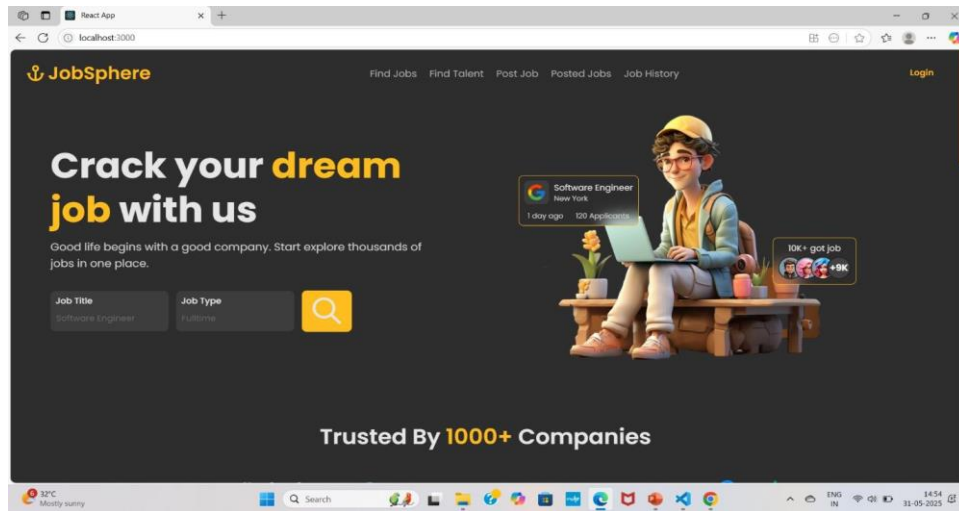 React App
localhost:3000
JobSphere
Find Jobs Find Talent Post Job Posted Jobs Job History
Login
Crack your dream
job with us
Good life begins with a good company. Start explore thousands of
jobs in one place.
Job Title
Software Engineer
Job Type
Fulltime
Software Engineer
New York
1 day ago 120 Applicants
10K+ got job
+9K
Trusted By 1000+ Companies
6
32°C
Mostly sunny
Search
ENG
IN
14:54
31-05-2025